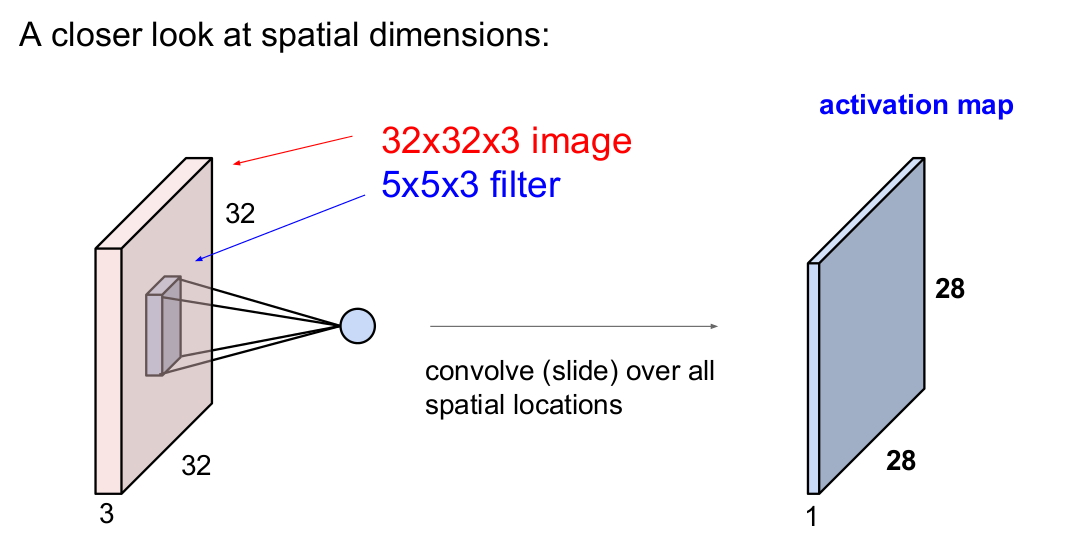 A closer look at spatial dimensions:
activation map
32x32x3 image
5x5x3 filter
32
28
convolve (slide) over all
spatial locations
32
28
3
1